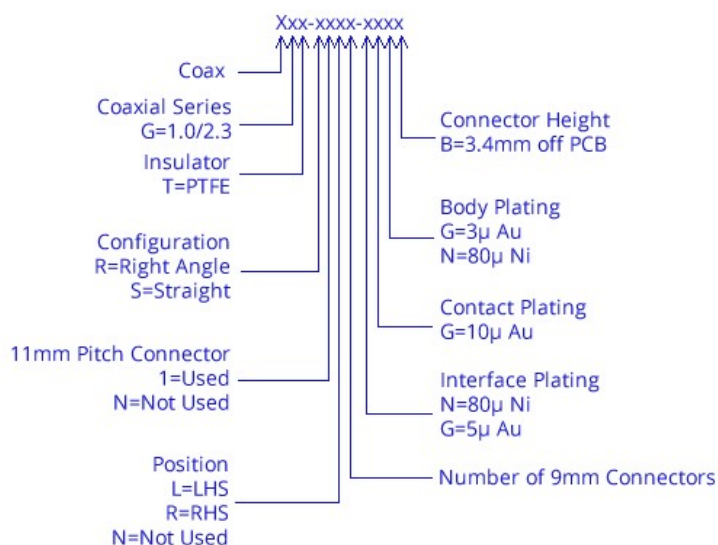 Xxx-xxxx-xxxx
Coax
Coaxial Series
G=1.0/2.3
Insulator
T=PTFE
Configuration
R=Right Angle
S=Straight
11mm Pitch Connector
1=Used
N=Not Used
Position
L=LHS
R=RHS
N=Not Used
Connector Height
B=3.4mm off PCB
Body Plating
G=3µ Au
N=80µ Ni
Contact Plating
G=10µ Au
Interface Plating
N=80µ Ni
G=5µ Au
Number of 9mm Connectors